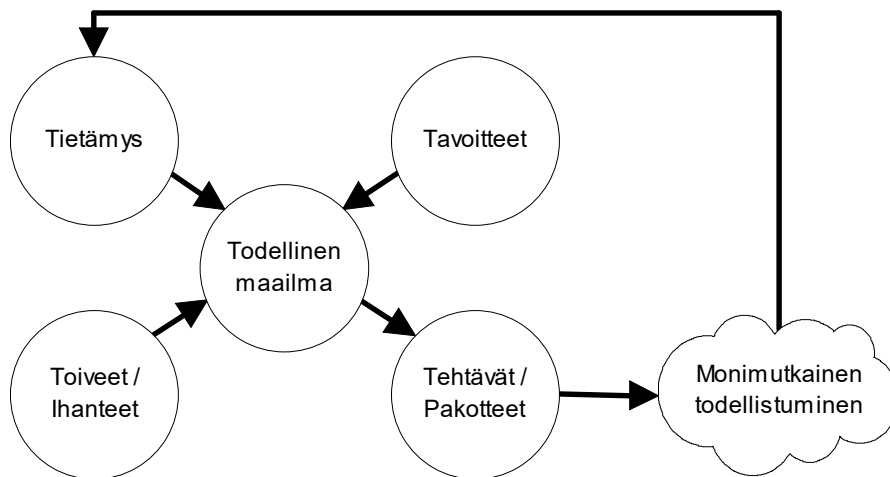 Tietämys
Tavoitteet
Todellinen
maailma
Toiveet /
Ihanteet
Tehtävät /
Pakotteet
Monimutkainen
todellistuminen